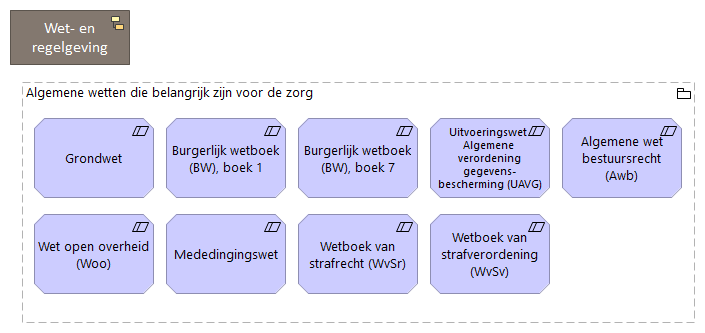 Wet- en
regelgeving
Algemene wetten die belangrijk zijn voor de zorg
Grondwet
Burgerlijk wetboek
(BW), boek 1
Burgerlijk wetboek
(BW), boek 7
Uitvoeringswet
Algemene
verordening
gegevens-
bescherming (UAVG)
Algemene wet
bestuursrecht
(Awb)
Wet open overheid
(Woo)
Mededingingswet
Wetboek van
strafrecht (WvSr)
Wetboek van
strafverordening
(WvSv)